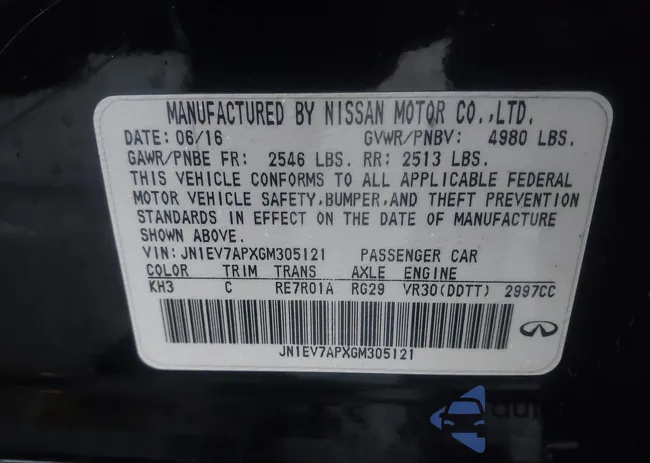 MANUFACTURED BY NISSAN MOTOR CO.,LTD.
DATE: 06/16 GVWR/PNBV: 4980 LBS.
GAWR/PNBE FR: 2546 LBS. RR: 2513 LBS.
THIS VEHICLE CONFORMS TO ALL APPLICABLE FEDERAL
MOTOR VEHICLE SAFETY,BUMPER,AND THEFT PREVENTION
STANDARDS IN EFFECT ON THE DATE OF MANUFACTURE
SHOWN ABOVE.
VIN: JN1EV7APXGM305121 PASSENGER CAR
COLOR TRIM TRANS AXLE ENGINE
KH3 C RE7R01A RG29 VR30(DDTT) 2997CC
JN1EV7APXGM305121